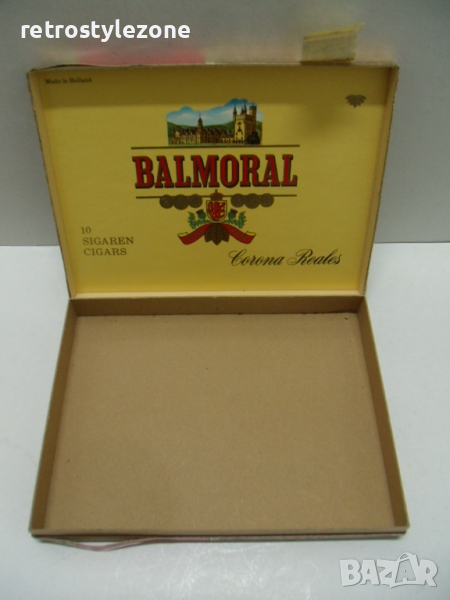 retrostylezone
Made in Holland
BALMORAL
10
SIGAREN
CIGARS
Corona Reales
BAZAR